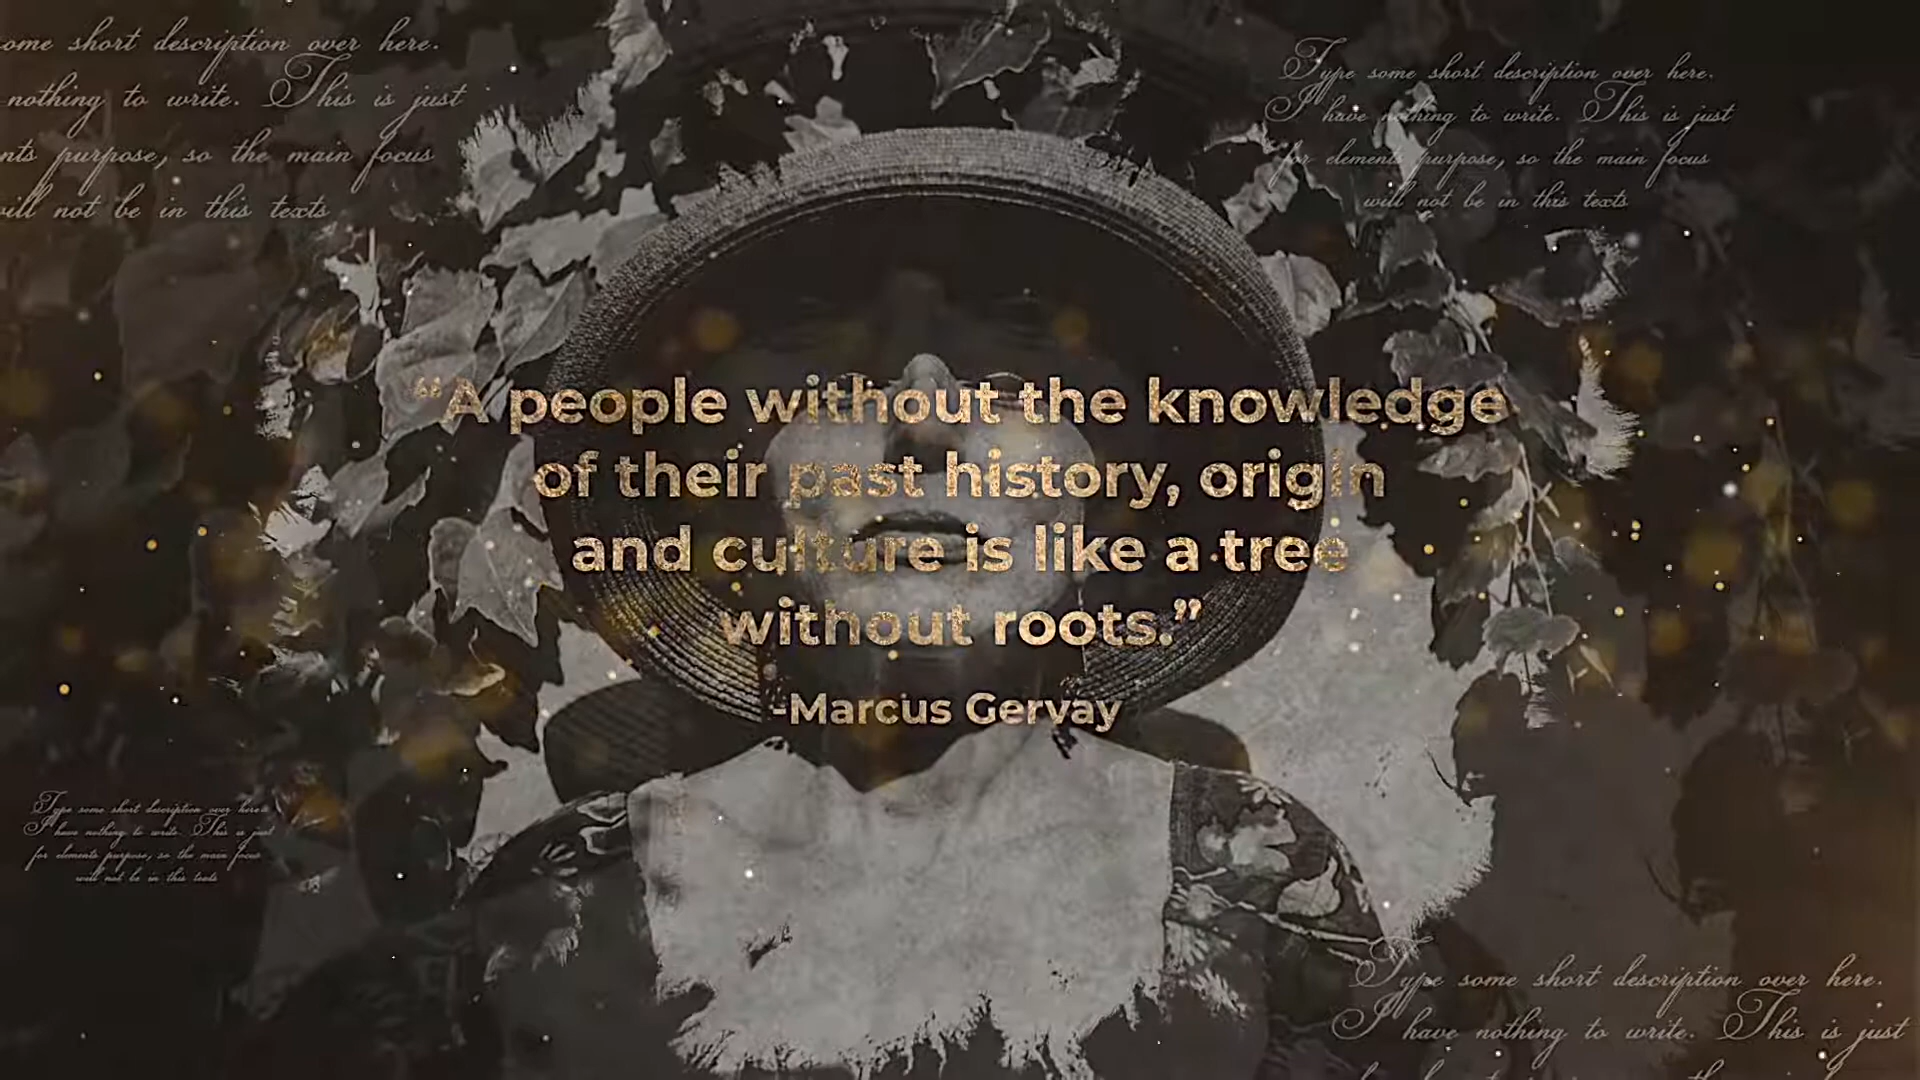 ome short description over here.
nothing to write. This is just
nts purpose, so the main focus
will not be in this texts
Type some short description over here.
I have nothing to write. This is just
for elements purpose, so the main focus
will not be in this texts
“A people without the knowledge
of their past history, origin
and culture is like a tree
without roots.”
-Marcus Gervay
Type some short description over here.
I have nothing to write. This is just
for elements purpose, so the main focus
will not be in this texts
Type some short description over here.
I have nothing to write. This is just